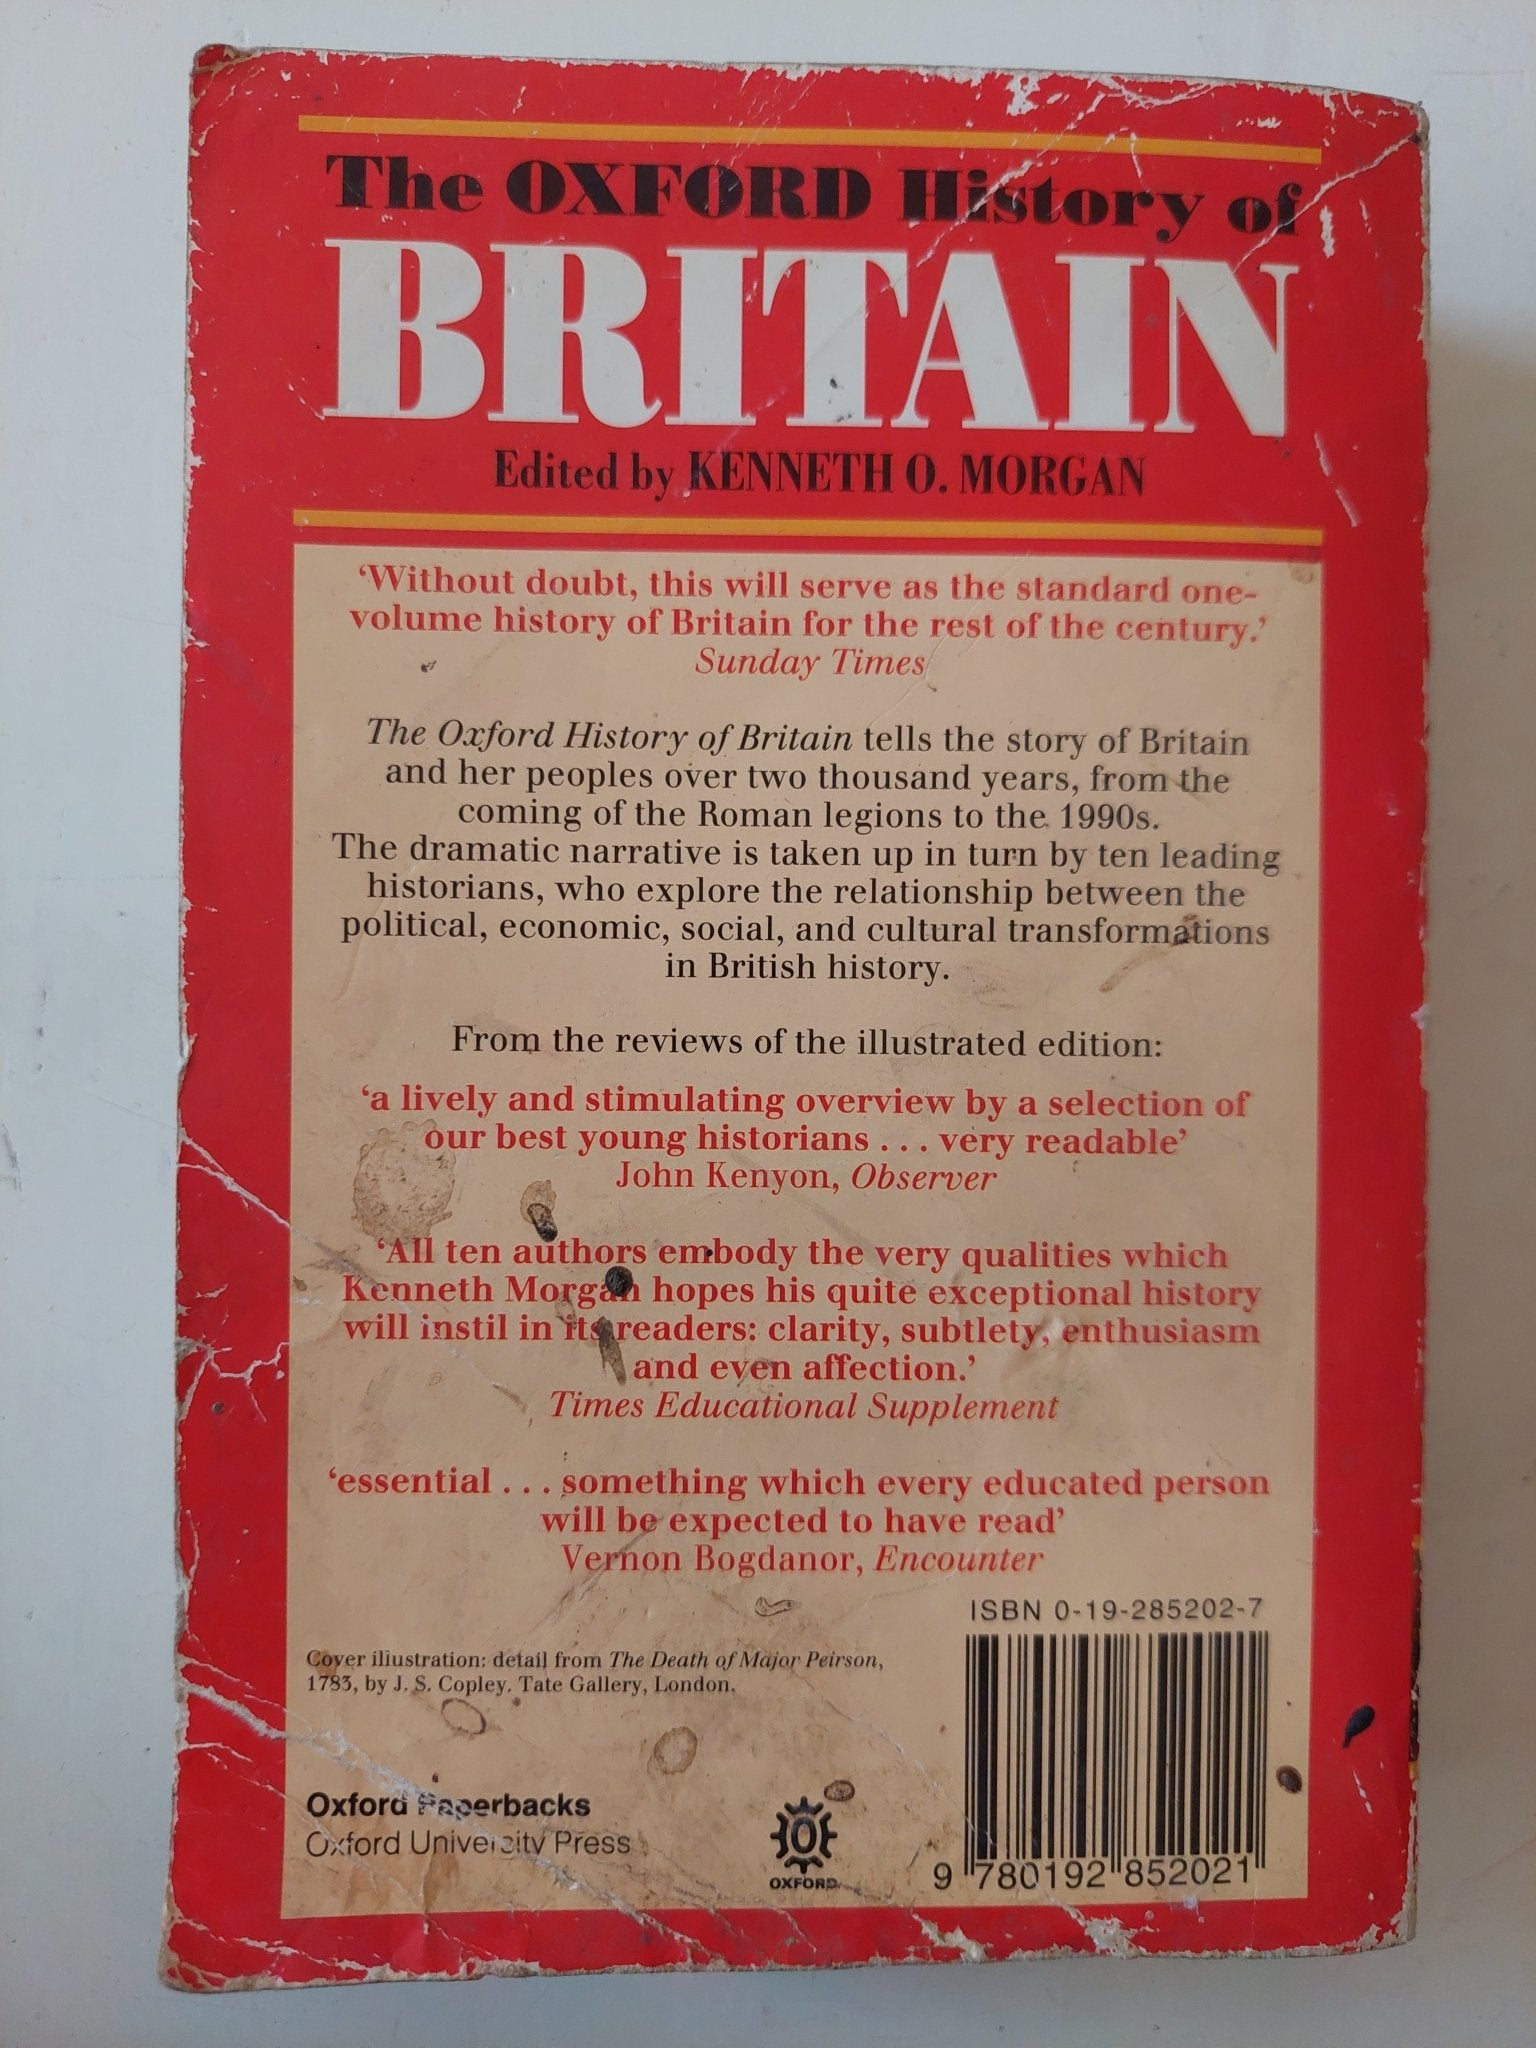 The OXFORD History of
BRITAIN
Edited by KENNETH O. MORGAN
‘Without doubt, this will serve as the standard one-
volume history of Britain for the rest of the century.’
Sunday Times
The Oxford History of Britain tells the story of Britain
and her peoples over two thousand years, from the
coming of the Roman legions to the 1990s.
The dramatic narrative is taken up in turn by ten leading
historians, who explore the relationship between the
political, economic, social, and cultural transformations
in British history.
From the reviews of the illustrated edition:
‘a lively and stimulating overview by a selection of
our best young historians . . . very readable’
John Kenyon, Observer
‘All ten authors embody the very qualities which
Kenneth Morgan hopes his quite exceptional history
will instil in its readers: clarity, subtlety, enthusiasm
and even affection.’
Times Educational Supplement
‘essential . . . something which every educated person
will be expected to have read’
Vernon Bogdanor, Encounter
ISBN 0-19-285202-7
Cover illustration: detail from The Death of Major Peirson,
1783, by J. S. Copley. Tate Gallery, London.
Oxford Paperbacks
Oxford University Press
OXFORD
9 780192 852021